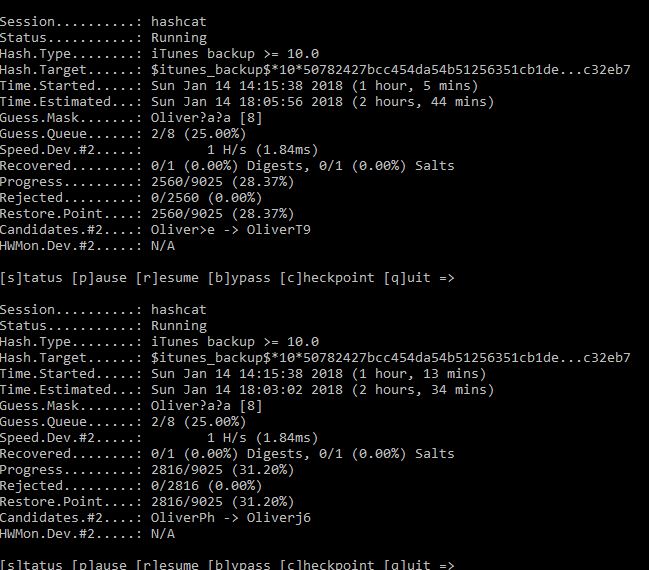 Session..........: hashcat
Status...........: Running
Hash.Type........: iTunes backup >= 10.0
Hash.Target......: $itunes_backup$*10*50782427bcc454da54b51256351cb1de...c32eb7
Time.Started.....: Sun Jan 14 14:15:38 2018 (1 hour, 5 mins)
Time.Estimated...: Sun Jan 14 18:05:56 2018 (2 hours, 44 mins)
Guess.Mask.......: Oliver?a?a [8]
Guess.Queue......: 2/8 (25.00%)
Speed.Dev.#2.....:        1 H/s (1.84ms)
Recovered........: 0/1 (0.00%) Digests, 0/1 (0.00%) Salts
Progress.........: 2560/9025 (28.37%)
Rejected.........: 0/2560 (0.00%)
Restore.Point....: 2560/9025 (28.37%)
Candidates.#2....: Oliver>e -> OliverT9
HWMon.Dev.#2.....: N/A
[s]tatus [p]ause [r]esume [b]ypass [c]heckpoint [q]uit =>
Session..........: hashcat
Status...........: Running
Hash.Type........: iTunes backup >= 10.0
Hash.Target......: $itunes_backup$*10*50782427bcc454da54b51256351cb1de...c32eb7
Time.Started.....: Sun Jan 14 14:15:38 2018 (1 hour, 13 mins)
Time.Estimated...: Sun Jan 14 18:03:02 2018 (2 hours, 34 mins)
Guess.Mask.......: Oliver?a?a [8]
Guess.Queue......: 2/8 (25.00%)
Speed.Dev.#2.....:        1 H/s (1.84ms)
Recovered........: 0/1 (0.00%) Digests, 0/1 (0.00%) Salts
Progress.........: 2816/9025 (31.20%)
Rejected.........: 0/2816 (0.00%)
Restore.Point....: 2816/9025 (31.20%)
Candidates.#2....: OliverPh -> Oliverj6
HWMon.Dev.#2.....: N/A
[s]tatus [p]ause [r]esume [b]ypass [c]heckpoint [q]uit =>